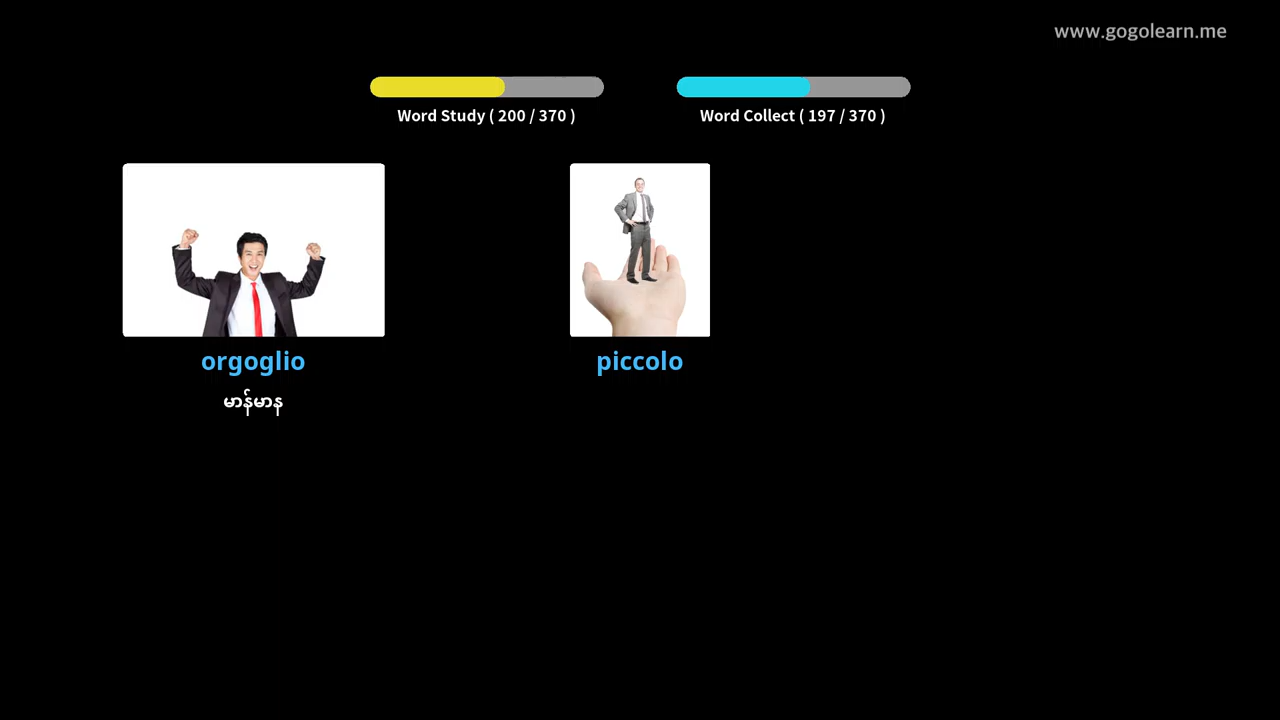 www.gogolearn.me
Word Study ( 200 / 370 )
Word Collect ( 197 / 370 )
orgoglio
piccolo
မာန်မာန